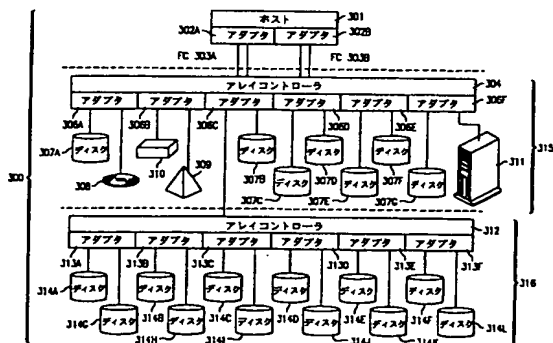 ホスト
301
302A
アダプタ
アダプタ
302B
FC 303A
FC 303B
アレイコントローラ
304
アダプタ
アダプタ
アダプタ
アダプタ
アダプタ
アダプタ
306A
306B
306C
306D
306E
306F
ディスク
307A
308
310
309
ディスク
307B
ディスク
307C
ディスク
307D
ディスク
307E
ディスク
307F
ディスク
307G
311
315
300
アレイコントローラ
312
アダプタ
アダプタ
アダプタ
アダプタ
アダプタ
アダプタ
313A
313B
313C
313D
313E
313F
316
ディスク
314A
ディスク
314B
ディスク
314C
ディスク
314D
ディスク
314E
ディスク
314F
ディスク
314G
ディスク
314H
ディスク
314I
ディスク
314J
ディスク
ディスク
314L